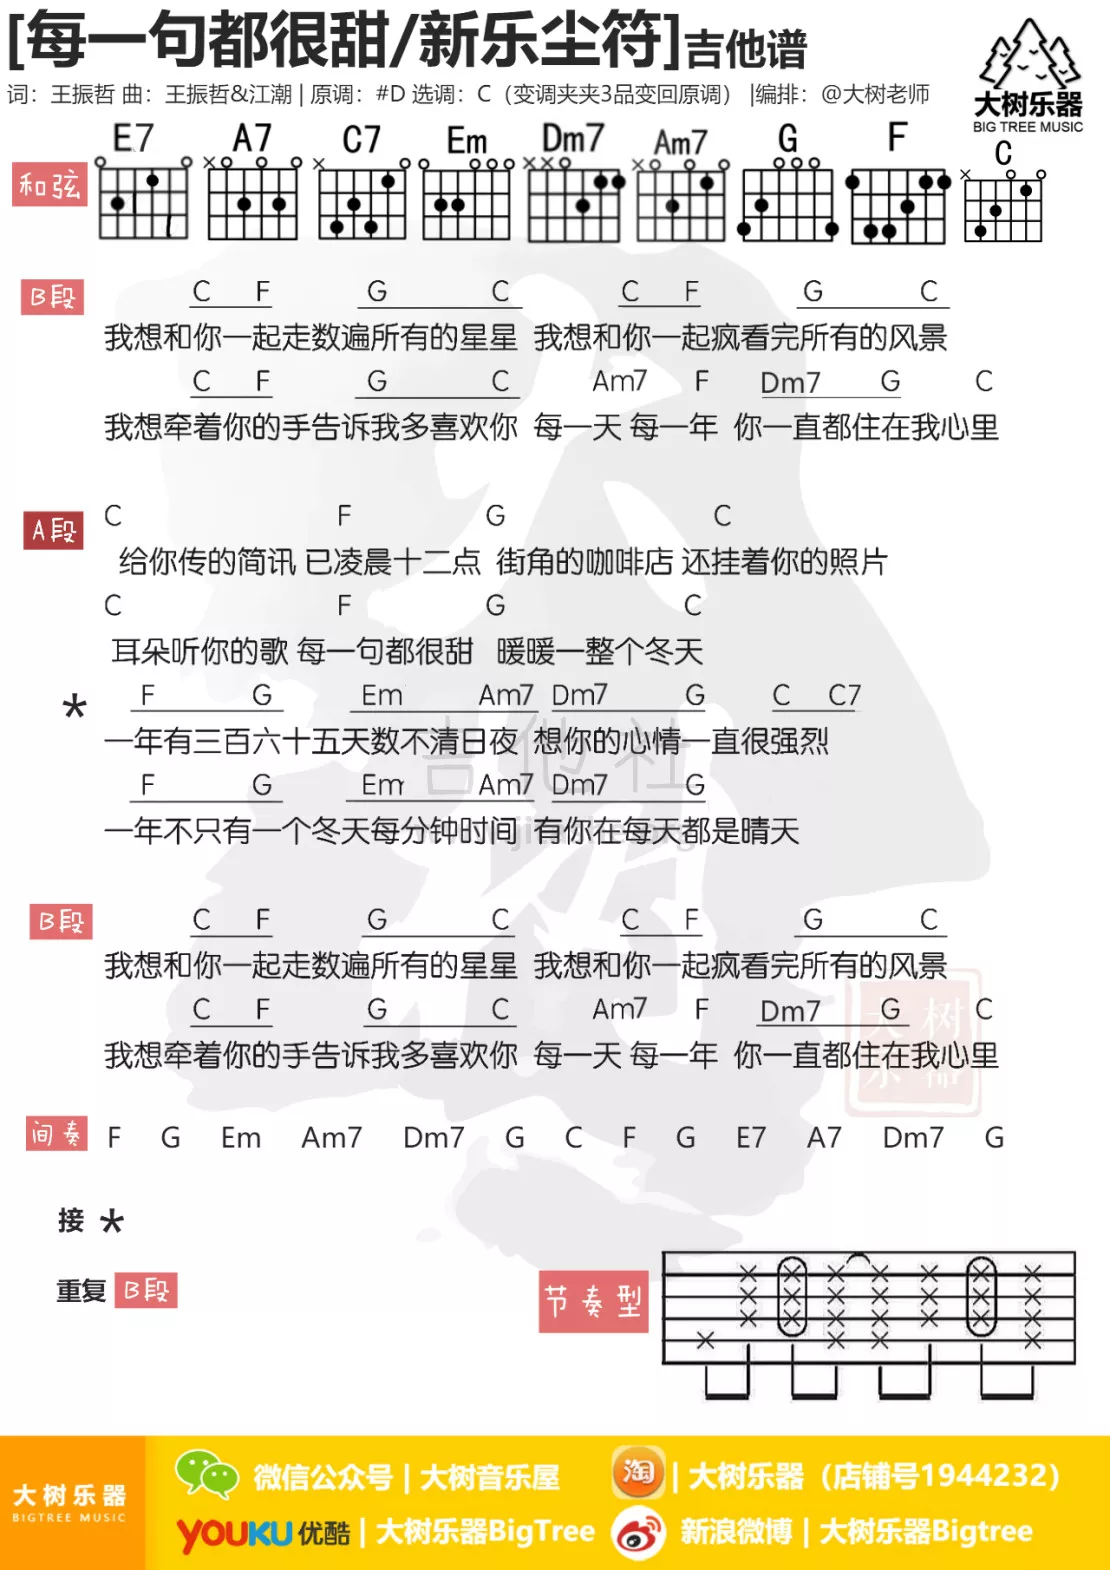 [每一句都很甜/新乐尘符]吉他谱
词：王振哲 曲：王振哲&江潮 | 原调：#D 选调：C（变调夹夹3品变回原调） |编排：@大树老师
大树乐器
BIG TREE MUSIC
和弦 E7 A7 C7 Em Dm7 Am7 G F C
B段
C F G C C F G C
我想和你一起走数遍所有的星星 我想和你一起疯看完所有的风景
C F G C Am7 F Dm7 G C
我想牵着你的手告诉我多喜欢你 每一天 每一年 你一直都住在我心里
A段
C F G C
给你传的简讯 已凌晨十二点 街角的咖啡店 还挂着你的照片
C F G C
耳朵听你的歌 每一句都很甜 暖暖一整个冬天
* F G Em Am7 Dm7 G C C7
一年有三百六十五天数不清日夜 想你的心情一直很强烈
F G Em Am7 Dm7 G
一年不只有一个冬天每分钟时间 有你在每天都是晴天
吉他社
B段
C F G C C F G C
我想和你一起走数遍所有的星星 我想和你一起疯看完所有的风景
C F G C Am7 F Dm7 G C
我想牵着你的手告诉我多喜欢你 每一天 每一年 你一直都住在我心里
大树乐器
间奏 F G Em Am7 Dm7 G C F G E7 A7 Dm7 G
接 *
重复 B段
节奏型
大树乐器
BIGTREE MUSIC
微信公众号 | 大树音乐屋
淘 | 大树乐器（店铺号1944232）
YOUKU 优酷 | 大树乐器BigTree
新浪微博 | 大树乐器Bigtree